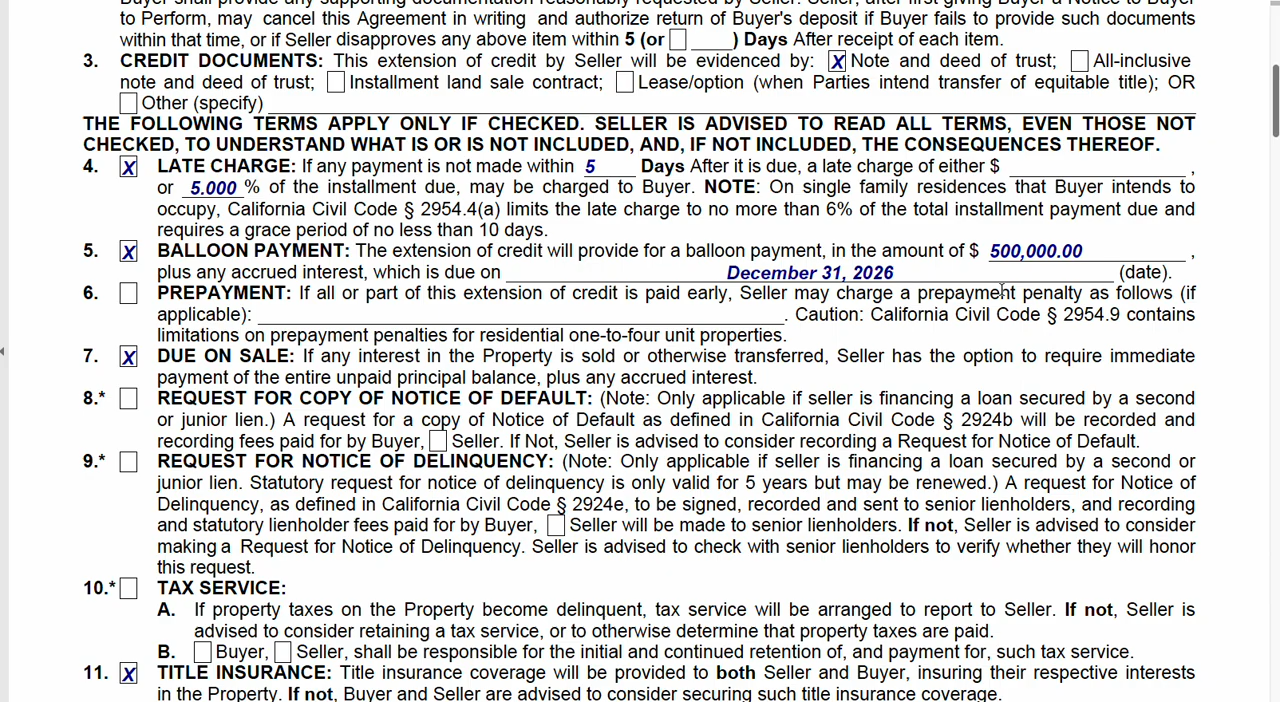 Buyer shall provide any supporting documentation reasonably requested by Seller. Seller, after first giving Buyer a Notice to Buyer
to Perform, may cancel this Agreement in writing and authorize return of Buyer's deposit if Buyer fails to provide such documents
within that time, or if Seller disapproves any above item within 5 (or ☐ ____ ) Days After receipt of each item.
3. CREDIT DOCUMENTS: This extension of credit by Seller will be evidenced by: X Note and deed of trust; ☐ All-inclusive
note and deed of trust; ☐ Installment land sale contract; ☐ Lease/option (when Parties intend transfer of equitable title); OR
☐ Other (specify)
THE FOLLOWING TERMS APPLY ONLY IF CHECKED. SELLER IS ADVISED TO READ ALL TERMS, EVEN THOSE NOT
CHECKED, TO UNDERSTAND WHAT IS OR IS NOT INCLUDED, AND, IF NOT INCLUDED, THE CONSEQUENCES THEREOF.
4. X LATE CHARGE: If any payment is not made within 5 Days After it is due, a late charge of either $ ____ ,
or 5.000 % of the installment due, may be charged to Buyer. NOTE: On single family residences that Buyer intends to
occupy, California Civil Code § 2954.4(a) limits the late charge to no more than 6% of the total installment payment due and
requires a grace period of no less than 10 days.
5. X BALLOON PAYMENT: The extension of credit will provide for a balloon payment, in the amount of $ 500,000.00 ,
plus any accrued interest, which is due on December 31, 2026 (date).
6. ☐ PREPAYMENT: If all or part of this extension of credit is paid early, Seller may charge a prepayment penalty as follows (if
applicable): ____ . Caution: California Civil Code § 2954.9 contains
limitations on prepayment penalties for residential one-to-four unit properties.
7. X DUE ON SALE: If any interest in the Property is sold or otherwise transferred, Seller has the option to require immediate
payment of the entire unpaid principal balance, plus any accrued interest.
8.* ☐ REQUEST FOR COPY OF NOTICE OF DEFAULT: (Note: Only applicable if seller is financing a loan secured by a second
or junior lien.) A request for a copy of Notice of Default as defined in California Civil Code § 2924b will be recorded and
recording fees paid for by Buyer, ☐ Seller. If Not, Seller is advised to consider recording a Request for Notice of Default.
9.* ☐ REQUEST FOR NOTICE OF DELINQUENCY: (Note: Only applicable if seller is financing a loan secured by a second or
junior lien. Statutory request for notice of delinquency is only valid for 5 years but may be renewed.) A request for Notice of
Delinquency, as defined in California Civil Code § 2924e, to be signed, recorded and sent to senior lienholders, and recording
and statutory lienholder fees paid for by Buyer, ☐ Seller will be made to senior lienholders. If not, Seller is advised to consider
making a Request for Notice of Delinquency. Seller is advised to check with senior lienholders to verify whether they will honor
this request.
10.* ☐ TAX SERVICE:
A. If property taxes on the Property become delinquent, tax service will be arranged to report to Seller. If not, Seller is
advised to consider retaining a tax service, or to otherwise determine that property taxes are paid.
B. ☐ Buyer, ☐ Seller, shall be responsible for the initial and continued retention of, and payment for, such tax service.
11. X TITLE INSURANCE: Title insurance coverage will be provided to both Seller and Buyer, insuring their respective interests
in the Property. If not, Buyer and Seller are advised to consider securing such title insurance coverage.